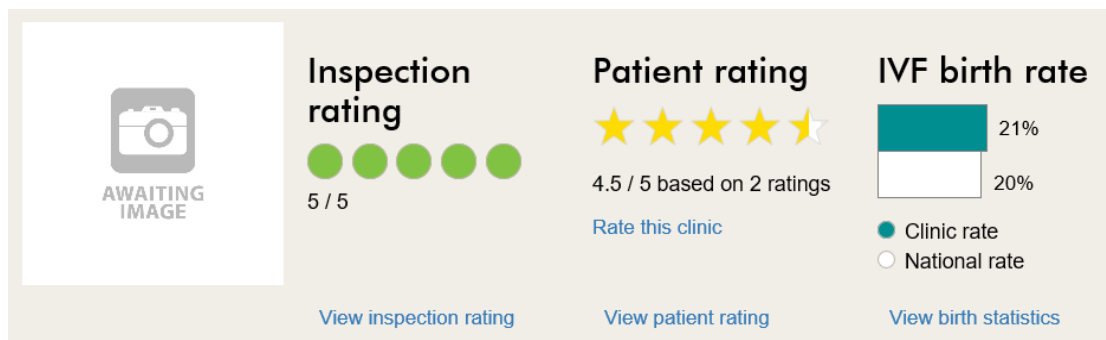 AWAITING
IMAGE
Inspection
rating
5 / 5
View inspection rating
Patient rating
4.5 / 5 based on 2 ratings
Rate this clinic
View patient rating
IVF birth rate
21%
20%
Clinic rate
National rate
View birth statistics